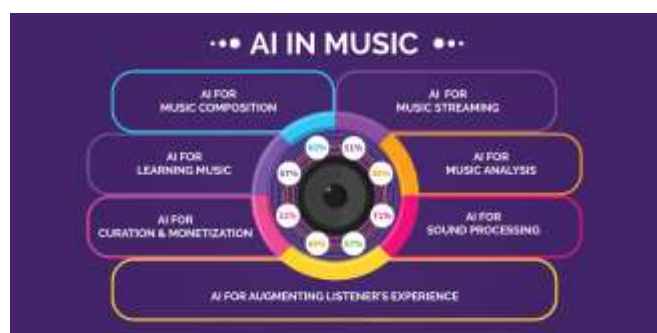 AI IN MUSIC
AI FOR
MUSIC COMPOSITION
AI FOR
MUSIC STREAMING
AI FOR
LEARNING MUSIC
AI FOR
MUSIC ANALYSIS
AI FOR
CURATION & MONETIZATION
AI FOR
SOUND PROCESSING
AI FOR AUGMENTING LISTENER'S EXPERIENCE